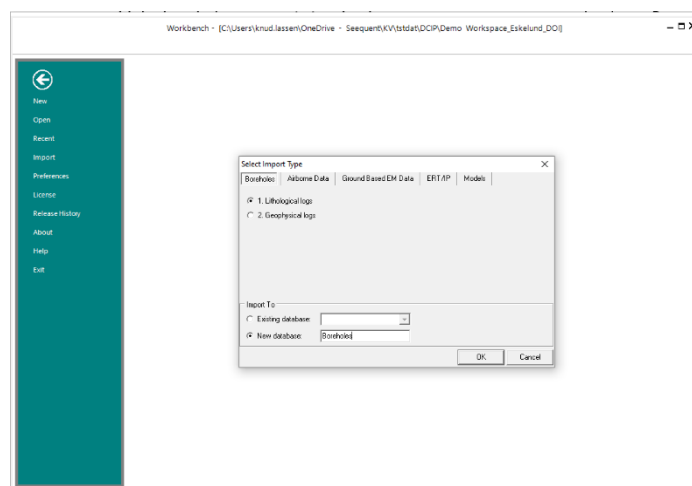 Workbench - [C:\Users\knud.lassen\OneDrive - Seequent\KV\tstdat\DCIP\Demo Workspace_Eskelund_DOI]
New
Open
Recent
Import
Preferences
License
Release History
About
Help
Exit
Select Import Type
Boreholes Airborne Data Ground Based EM Data ERT/IP Models
1. Lithological logs
2. Geophysical logs
Import To
Existing database:
New database: Boreholes
OK Cancel